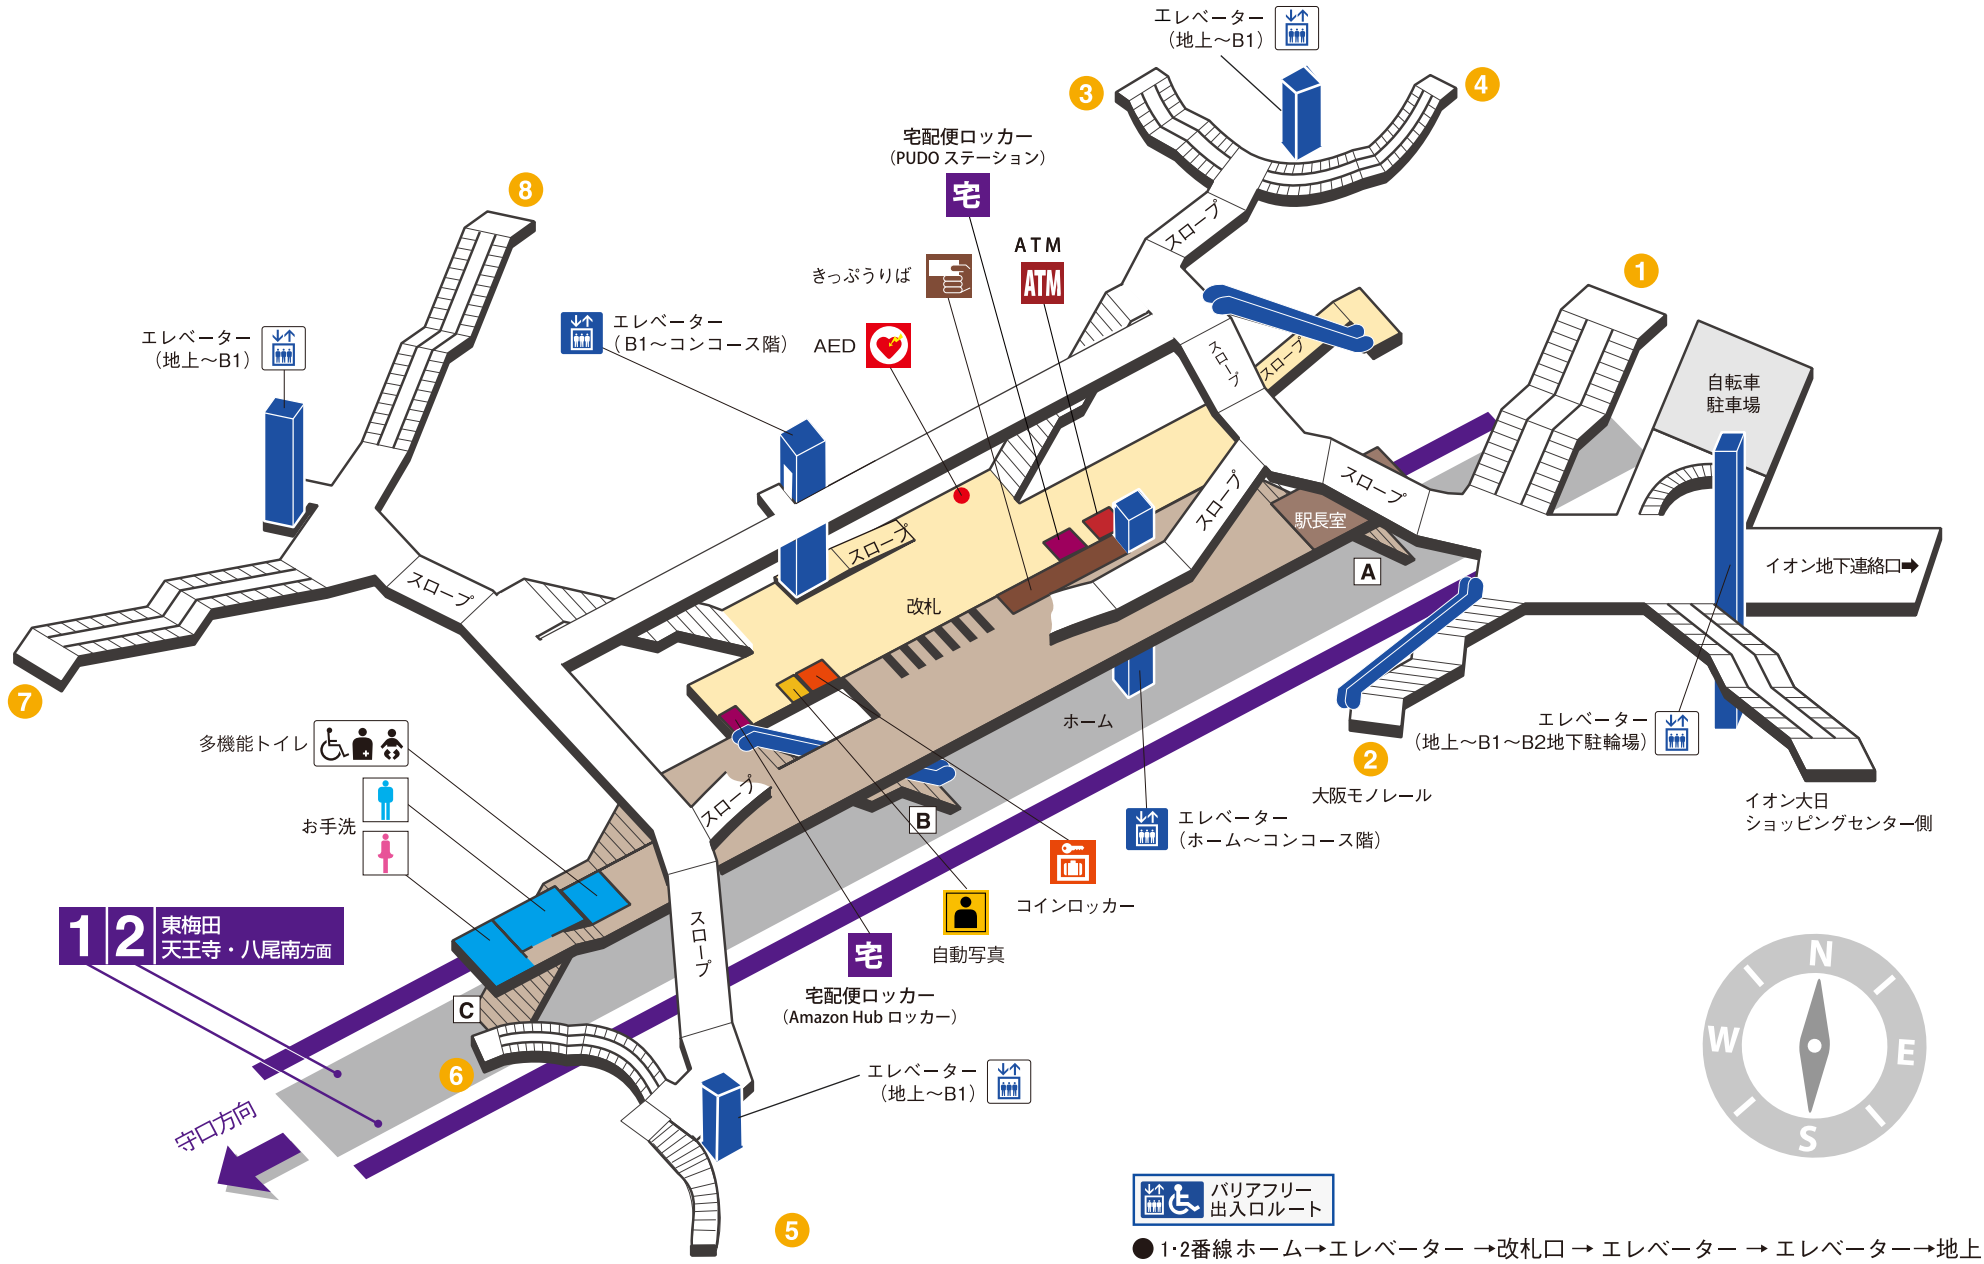 エレベーター
（地上～B1）
3
4
宅配便ロッカー
（PUDO ステーション）
宅
8
スロープ
ATM
ATM
きっぷうりば
1
エレベーター
（地上～B1）
エレベーター
（B1～コンコース階）
AED
スロープ
スロープ
自転車
駐車場
スロープ
スロープ
駅長室
スロープ
A
イオン地下連絡口➡
スロープ
改札
7
ホーム
多機能トイレ
エレベーター
（地上～B1～B2地下駐輪場）
2
大阪モノレール
イオン大日
ショッピングセンター側
スロープ
B
お手洗
エレベーター
（ホーム～コンコース階）
コインロッカー
1 2 東梅田
天王寺・八尾南方面
スロープ
自動写真
宅
宅配便ロッカー
（Amazon Hub ロッカー）
C
6
エレベーター
（地上～B1）
守口方向
5
N
W
E
S
バリアフリー
出入口ルート
●1・2番線ホーム→エレベーター →改札口 → エレベーター → エレベーター→地上